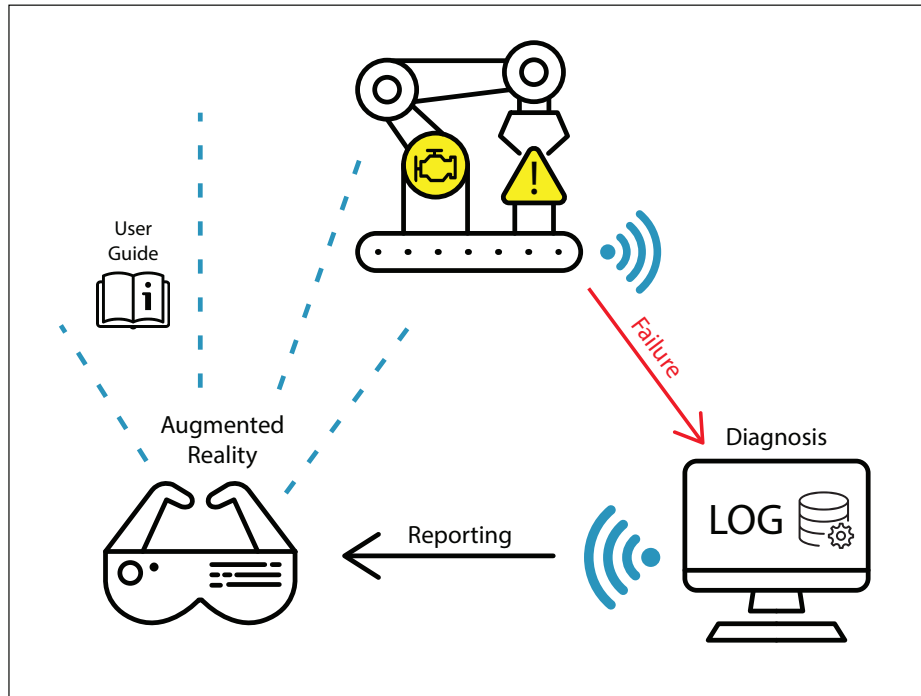 User
Guide
i
!
Failure
Augmented
Reality
Diagnosis
LOG
Reporting